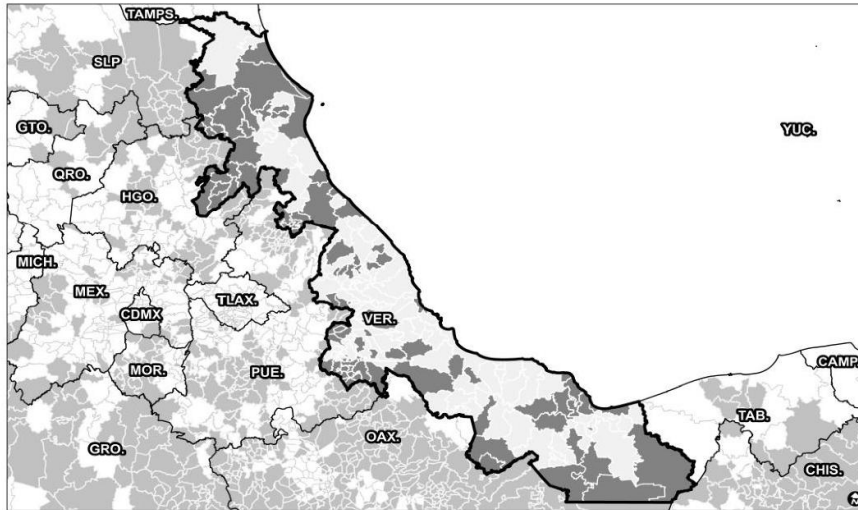 TAMPS.
SLP
GTO.
YUC.
QRO.
HGO.
MICH.
MEX.
TLAX.
CDMX
VER.
CAMP.
MOR.
PUE.
TAB.
OAX.
GRO.
CHIS.